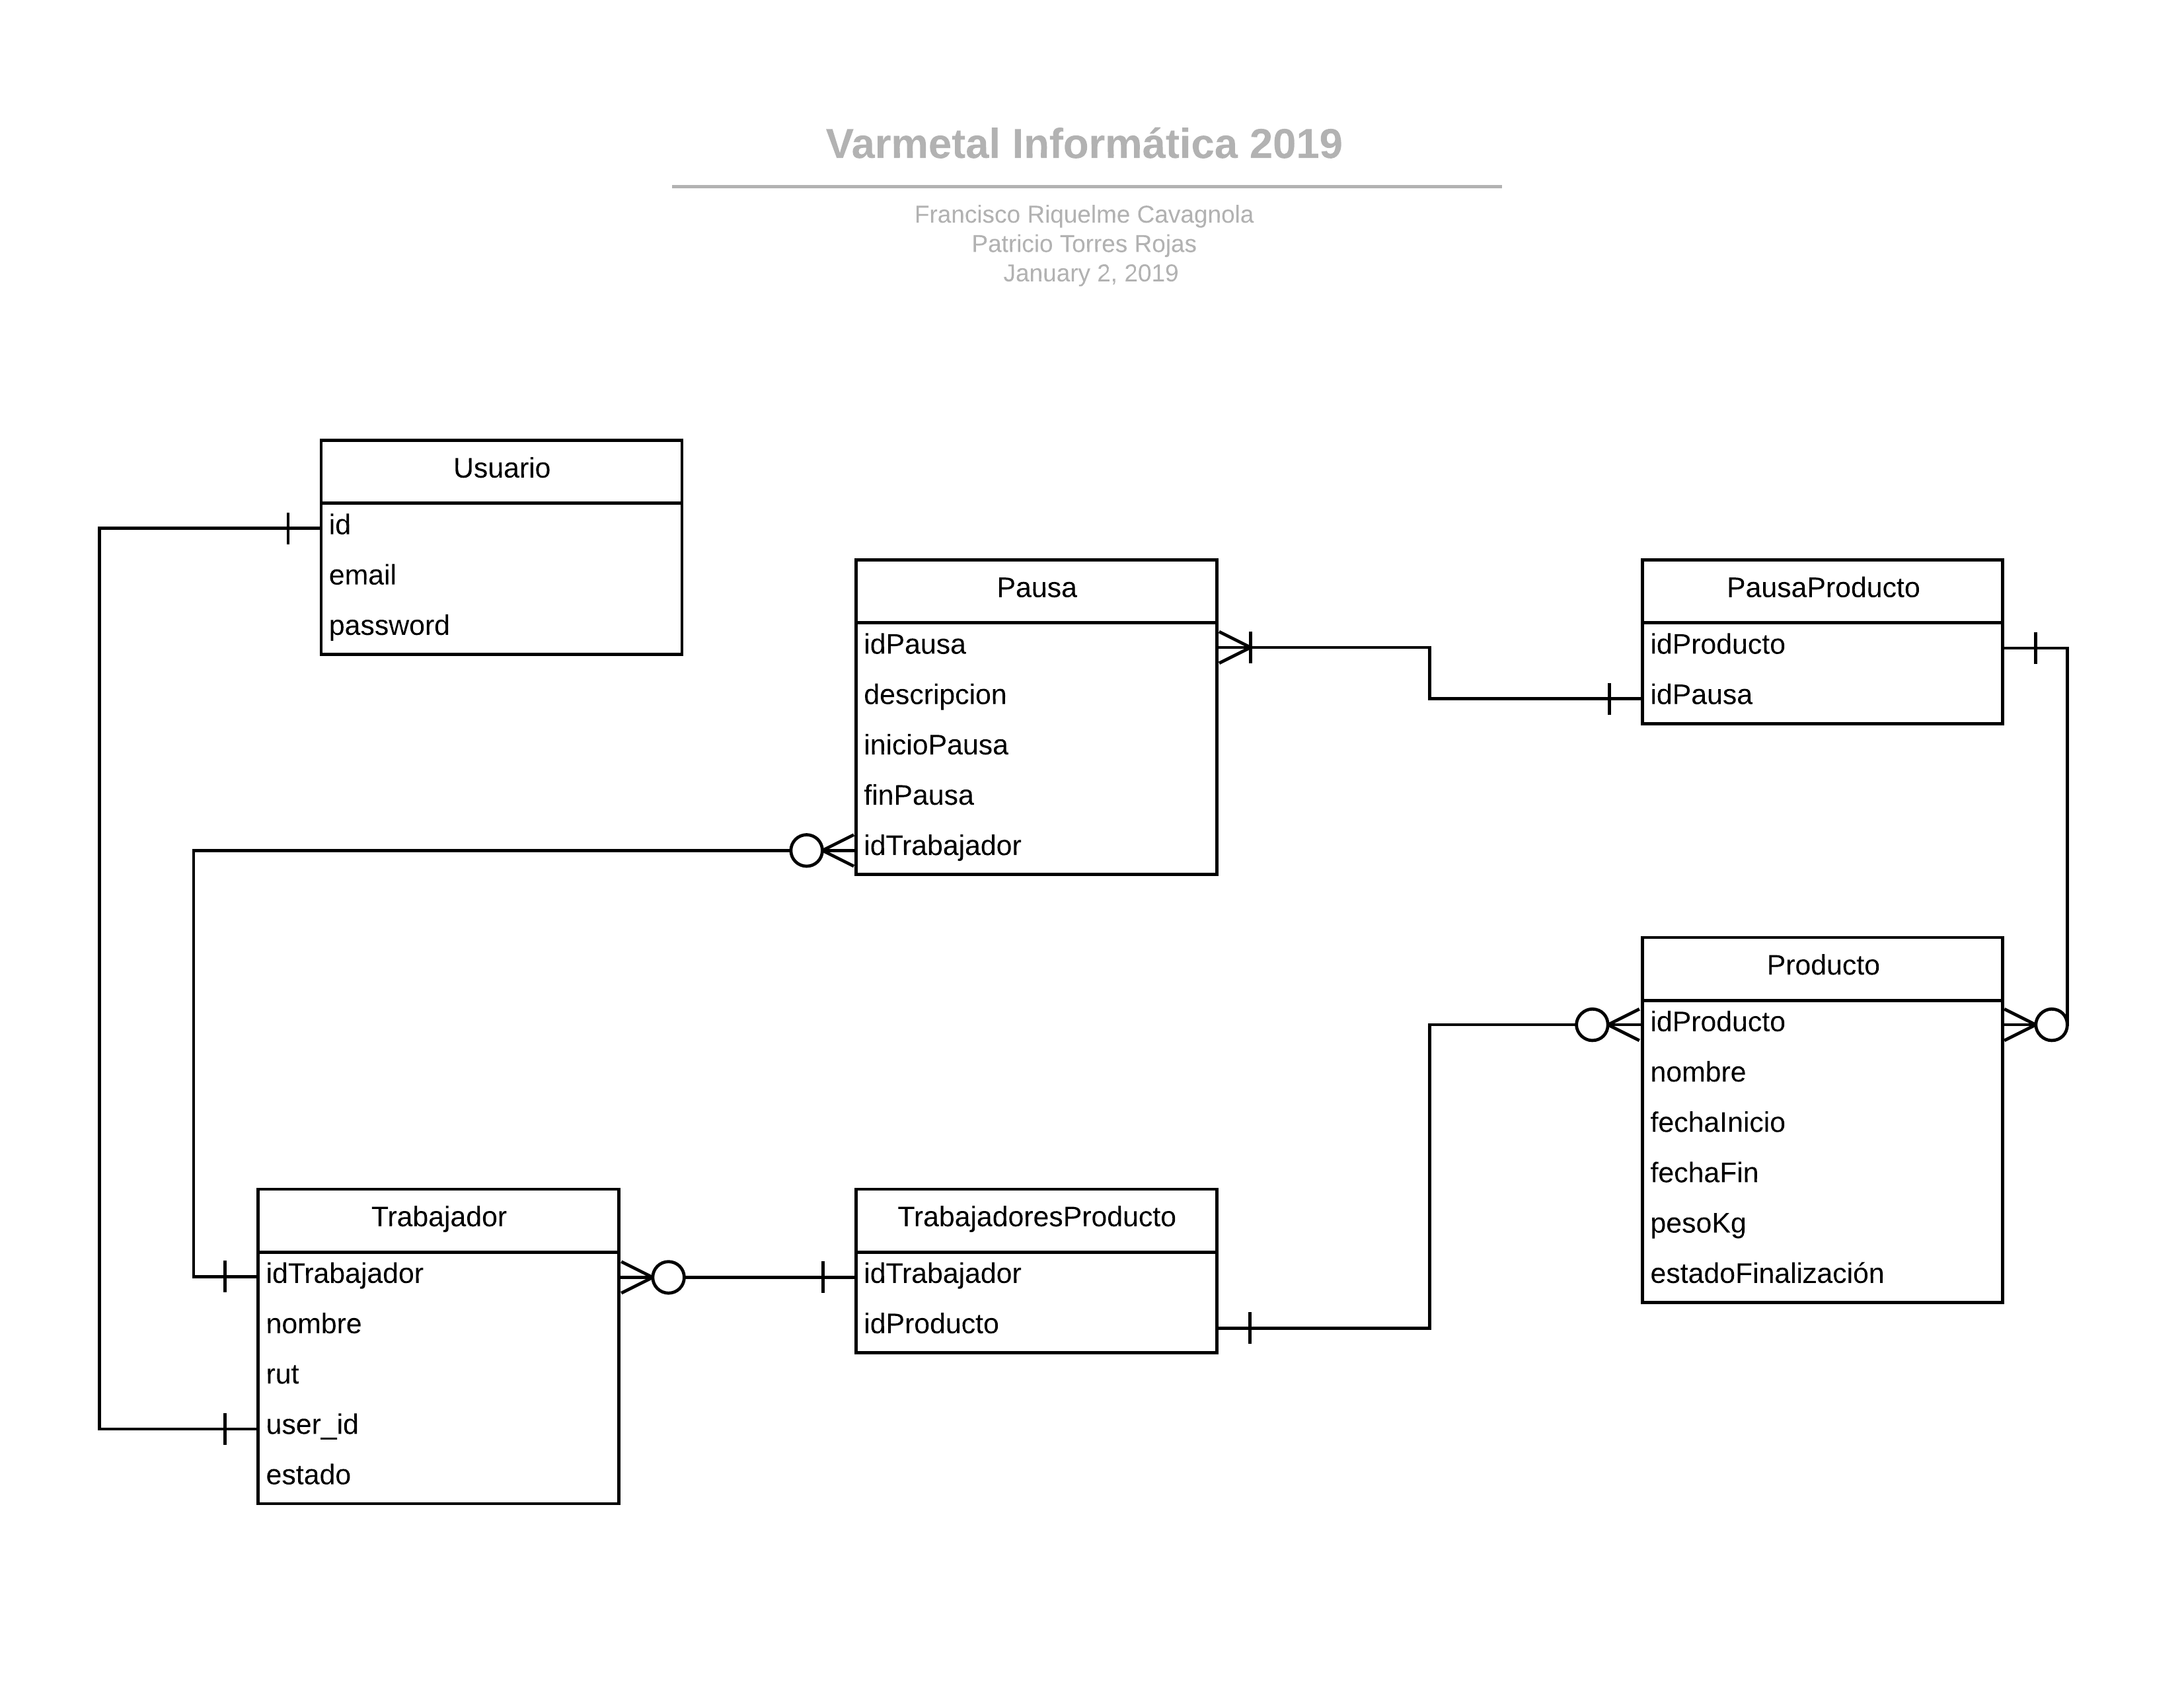 Varmetal Informática 2019
Francisco Riquelme Cavagnola
Patricio Torres Rojas
January 2, 2019
Usuario
id
email
password
Pausa
idPausa
descripcion
inicioPausa
finPausa
idTrabajador
PausaProducto
idProducto
idPausa
Producto
idProducto
nombre
fechaInicio
fechaFin
pesoKg
estadoFinalización
Trabajador
idTrabajador
nombre
rut
user_id
estado
TrabajadoresProducto
idTrabajador
idProducto